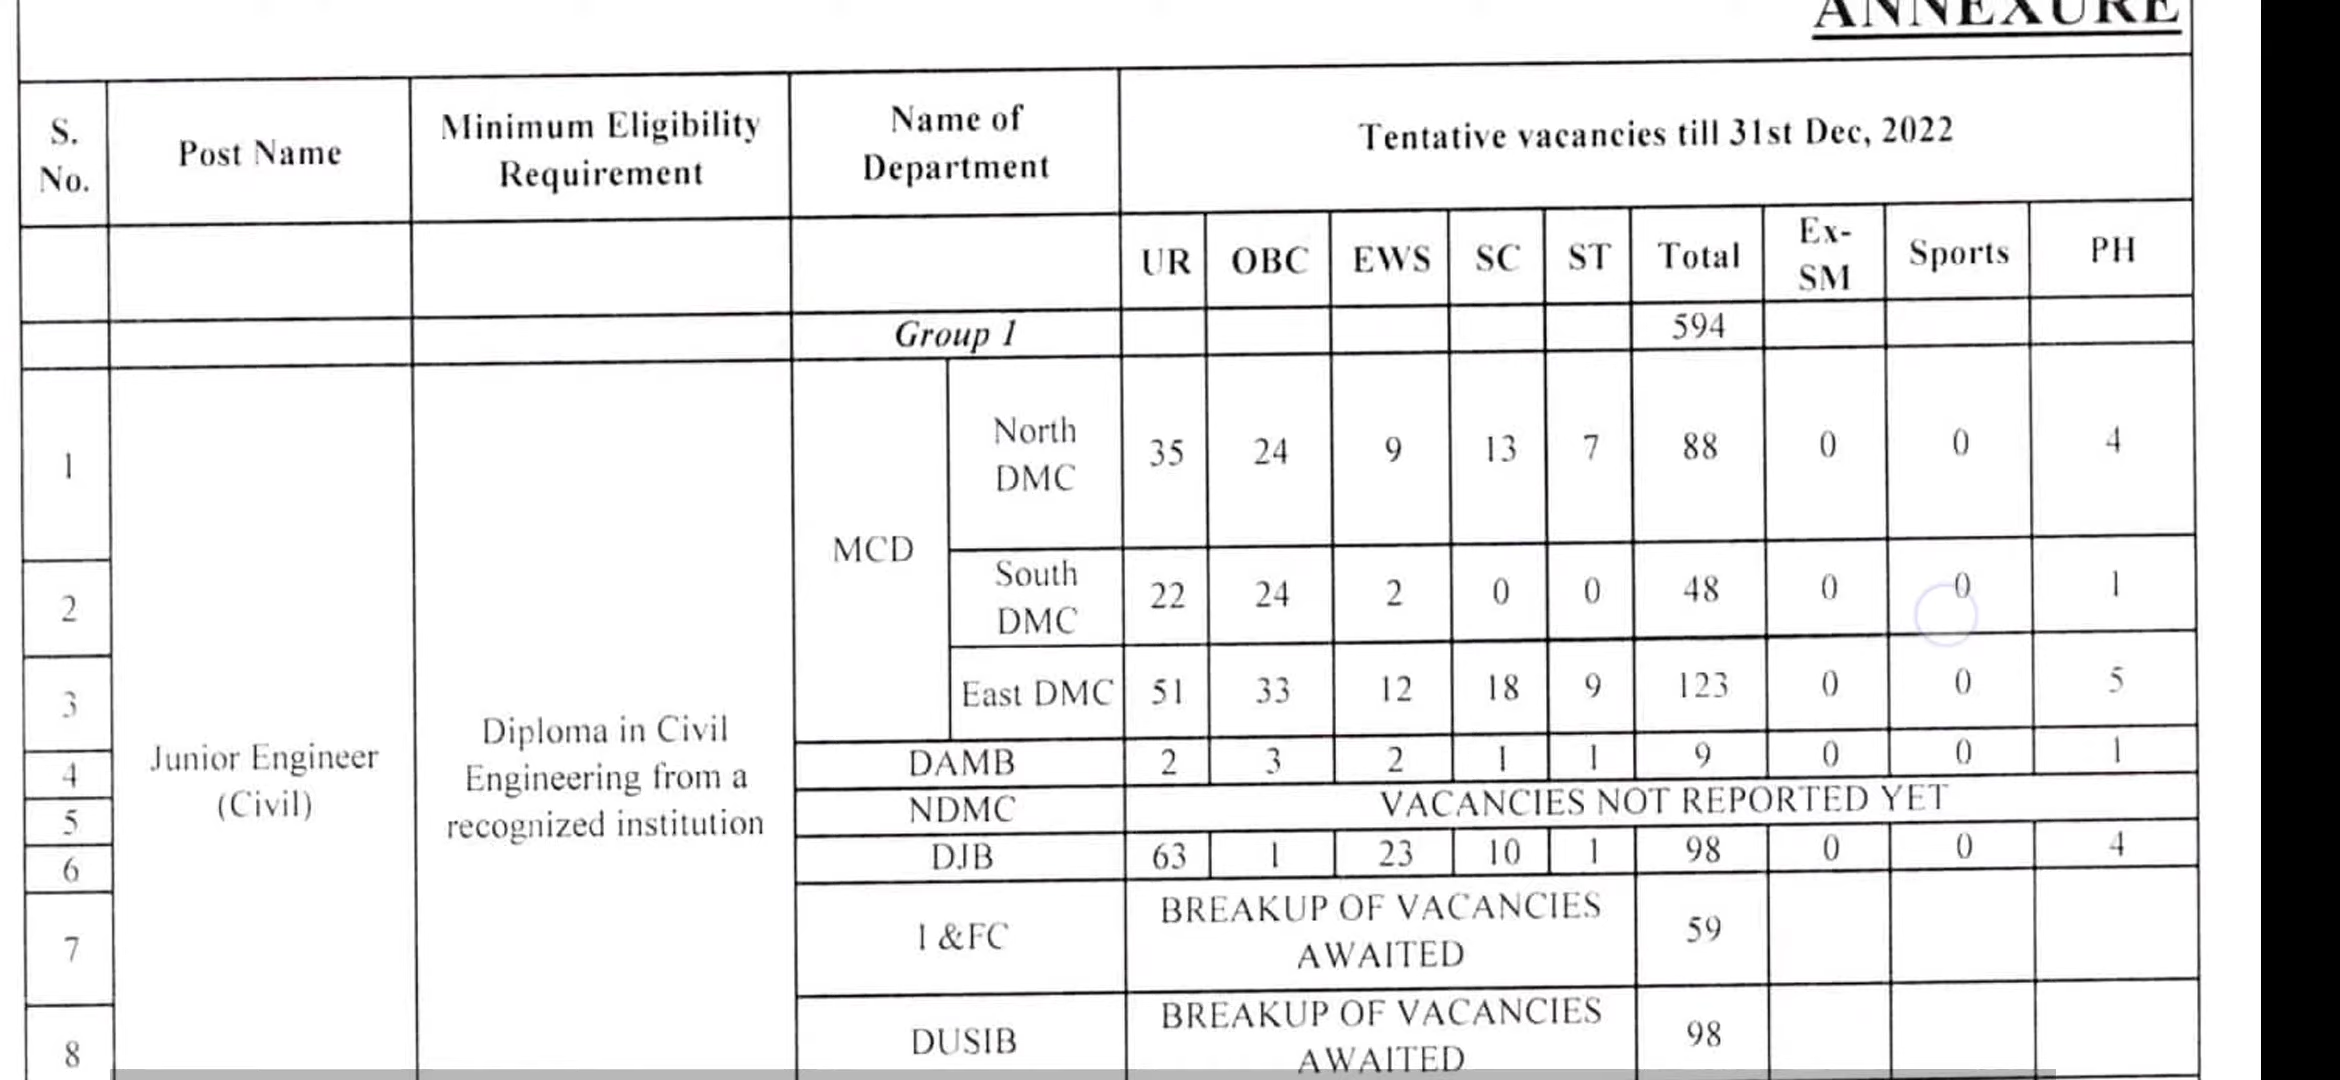 ANNEXURE
S. No. Post Name Minimum Eligibility Requirement Name of Department Tentative vacancies till 31st Dec, 2022
UR OBC EWS SC ST Total Ex-SM Sports PH
Group 1 594
1 Junior Engineer (Civil) Diploma in Civil Engineering from a recognized institution MCD North DMC 35 24 9 13 7 88 0 0 4
2 South DMC 22 24 2 0 0 48 0 0 1
3 East DMC 51 33 12 18 9 123 0 0 5
4 DAMB 2 3 2 1 1 9 0 0 1
5 NDMC VACANCIES NOT REPORTED YET
6 DJB 63 1 23 10 1 98 0 0 4
7 I &FC BREAKUP OF VACANCIES AWAITED 59
8 DUSIB BREAKUP OF VACANCIES AWAITED 98